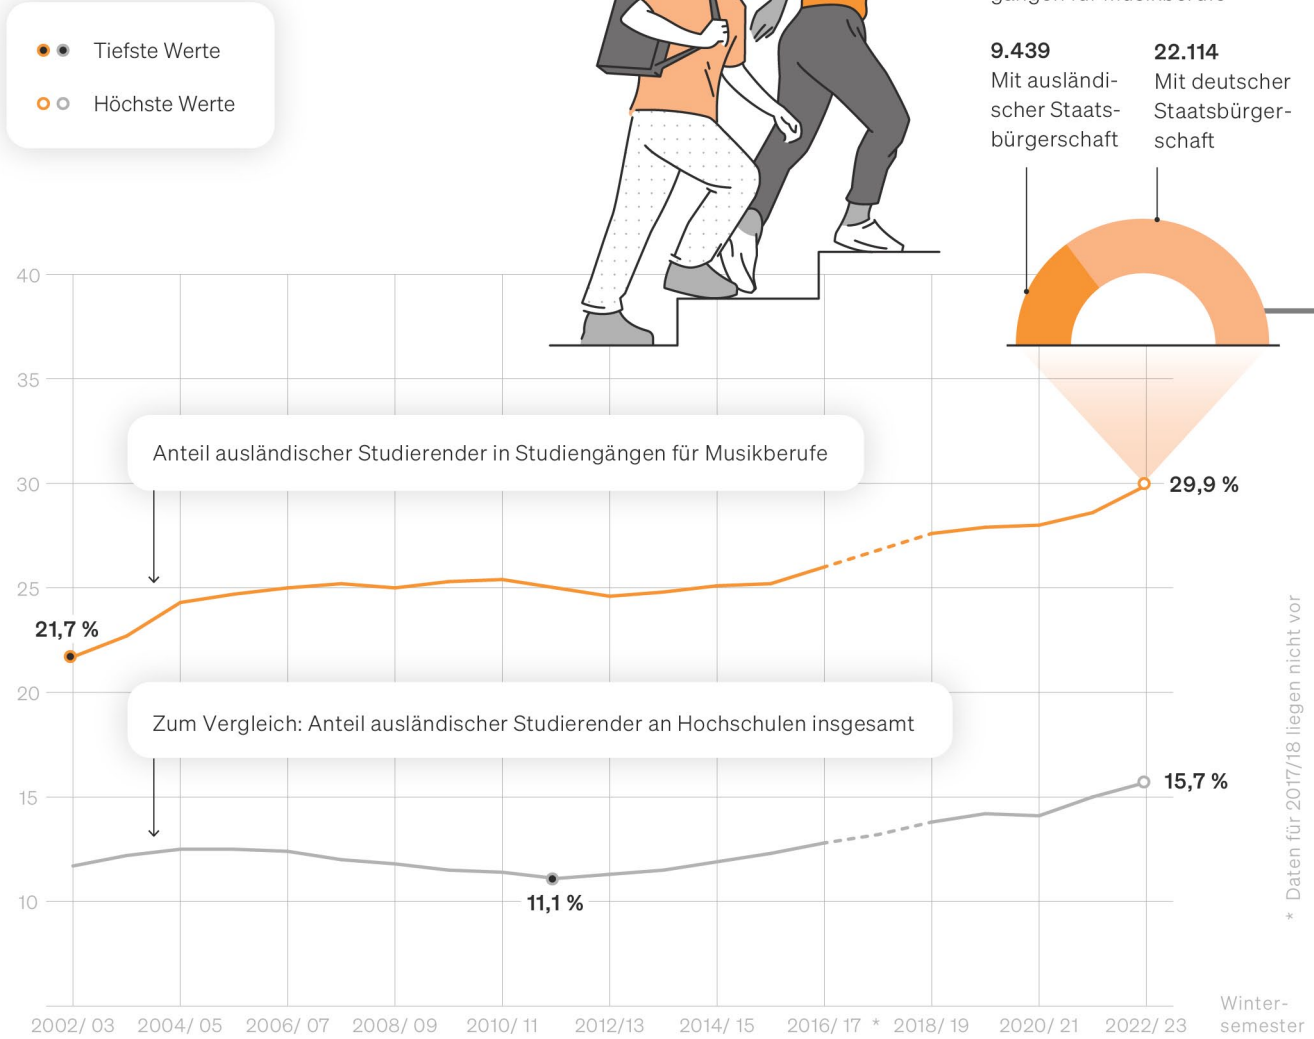 Tiefste Werte
Höchste Werte
9.439
Mit ausländi-
scher Staats-
bürgerschaft
22.114
Mit deutscher
Staatsbürger-
schaft
40
35
30
25
20
15
10
Anteil ausländischer Studierender in Studiengängen für Musikberufe
29,9 %
21,7 %
Zum Vergleich: Anteil ausländischer Studierender an Hochschulen insgesamt
15,7 %
11,1 %
* Daten für 2017/18 liegen nicht vor
2002/ 03
2004/ 05
2006/ 07
2008/ 09
2010/ 11
2012/13
2014/ 15
2016/ 17
*
2018/ 19
2020/ 21
2022/ 23
Winter-
semester